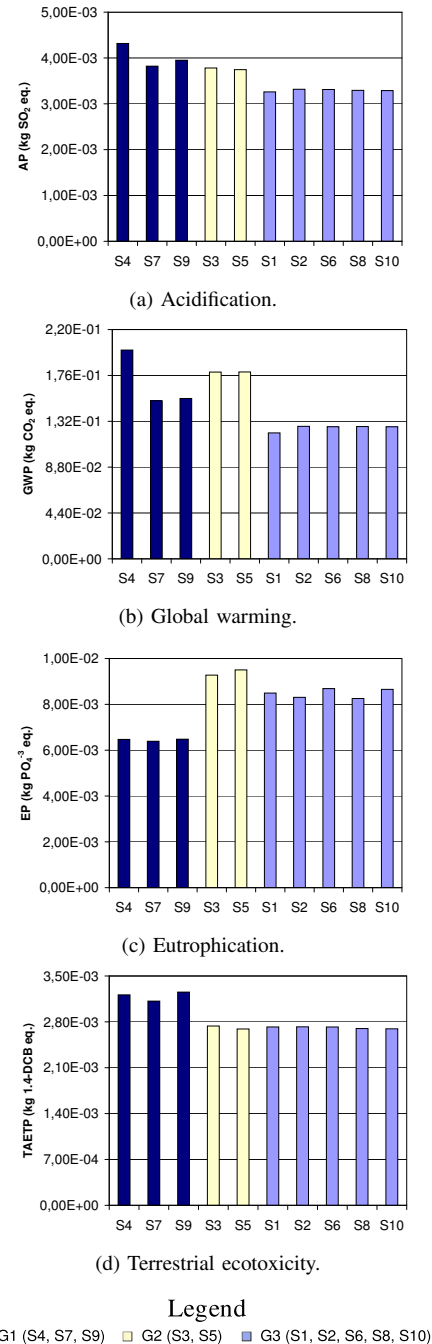 5,00E-03
4,00E-03
3,00E-03
2,00E-03
1,00E-03
0,00E+00
AP (kg SO2 eq.)
S4 S7 S9 S3 S5 S1 S2 S6 S8 S10
(a) Acidification.
2,20E-01
1,76E-01
1,32E-01
8,80E-02
4,40E-02
0,00E+00
GWP (kg CO2 eq.)
S4 S7 S9 S3 S5 S1 S2 S6 S8 S10
(b) Global warming.
1,00E-02
8,00E-03
6,00E-03
4,00E-03
2,00E-03
0,00E+00
EP (kg PO4-3 eq.)
S4 S7 S9 S3 S5 S1 S2 S6 S8 S10
(c) Eutrophication.
3,50E-03
2,80E-03
2,10E-03
1,40E-03
7,00E-04
0,00E+00
TAETP (kg 1.4-DCB eq.)
S4 S7 S9 S3 S5 S1 S2 S6 S8 S10
(d) Terrestrial ecotoxicity.
Legend
G1 (S4, S7, S9) G2 (S3, S5) G3 (S1, S2, S6, S8, S10)